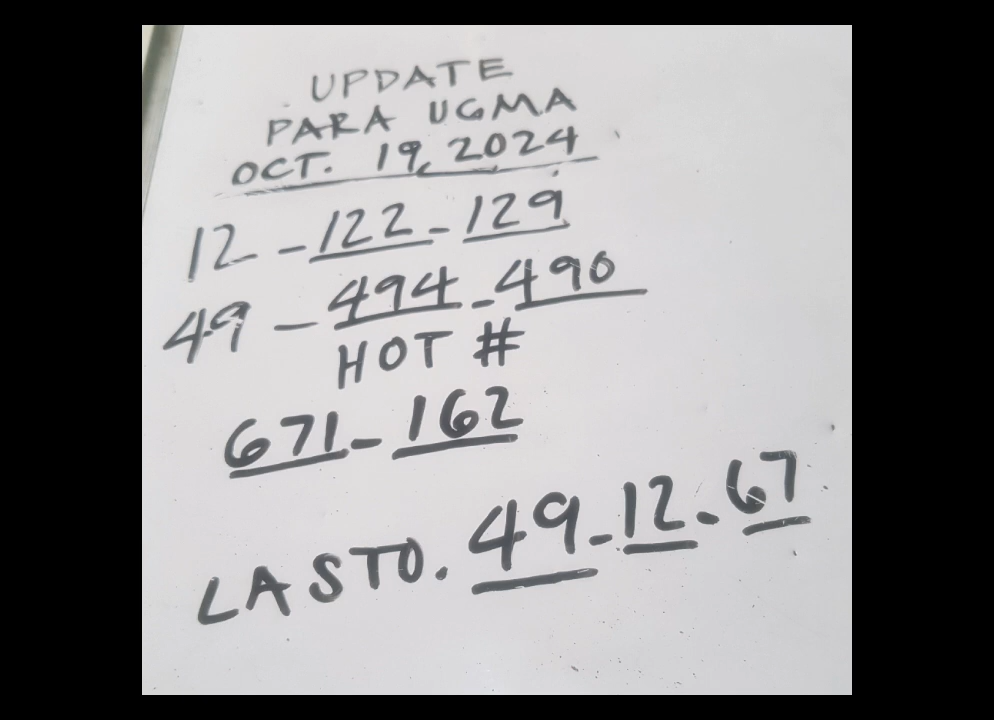 UPDATE
PARA UGMA
OCT. 19, 2024
12 - 122 - 129
49 - 494 - 490
HOT #
671 - 162
LASTO. 49 - 12 - 67